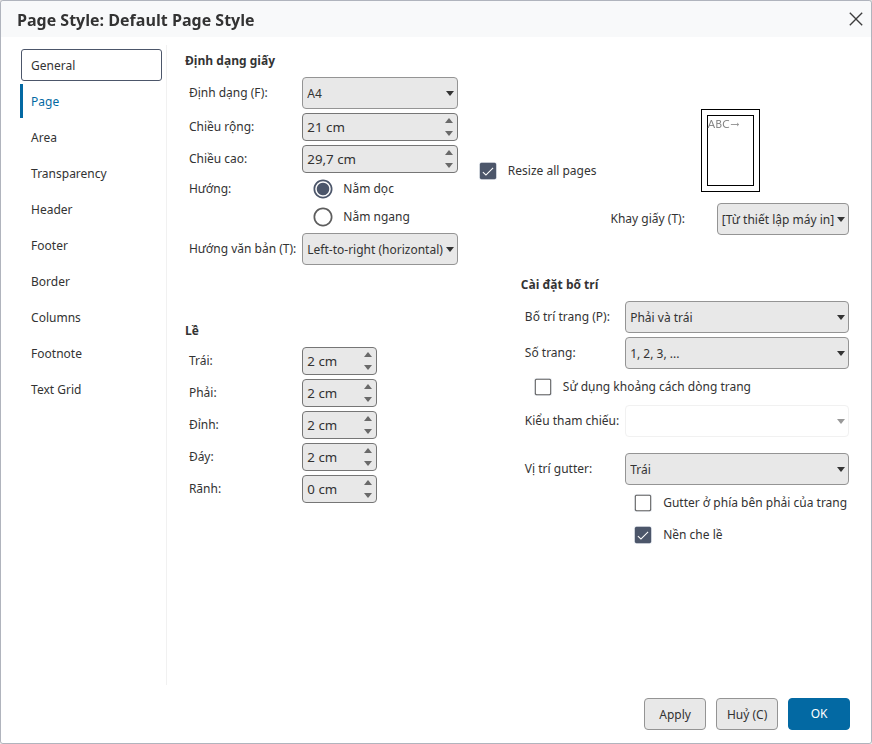 Page Style: Default Page Style
General
Page
Area
Transparency
Header
Footer
Border
Columns
Footnote
Text Grid
Định dạng giấy
Định dạng (F): A4
Chiều rộng: 21 cm
Chiều cao: 29,7 cm
Hướng: Nằm dọc
Nằm ngang
Hướng văn bản (T): Left-to-right (horizontal)
Resize all pages
ABC→
Khay giấy (T): [Từ thiết lập máy in]
Lề
Trái: 2 cm
Phải: 2 cm
Đỉnh: 2 cm
Đáy: 2 cm
Rãnh: 0 cm
Cài đặt bố trí
Bố trí trang (P): Phải và trái
Số trang: 1, 2, 3, ...
Sử dụng khoảng cách dòng trang
Kiểu tham chiếu:
Vị trí gutter: Trái
Gutter ở phía bên phải của trang
Nền che lề
Apply
Huỷ (C)
OK